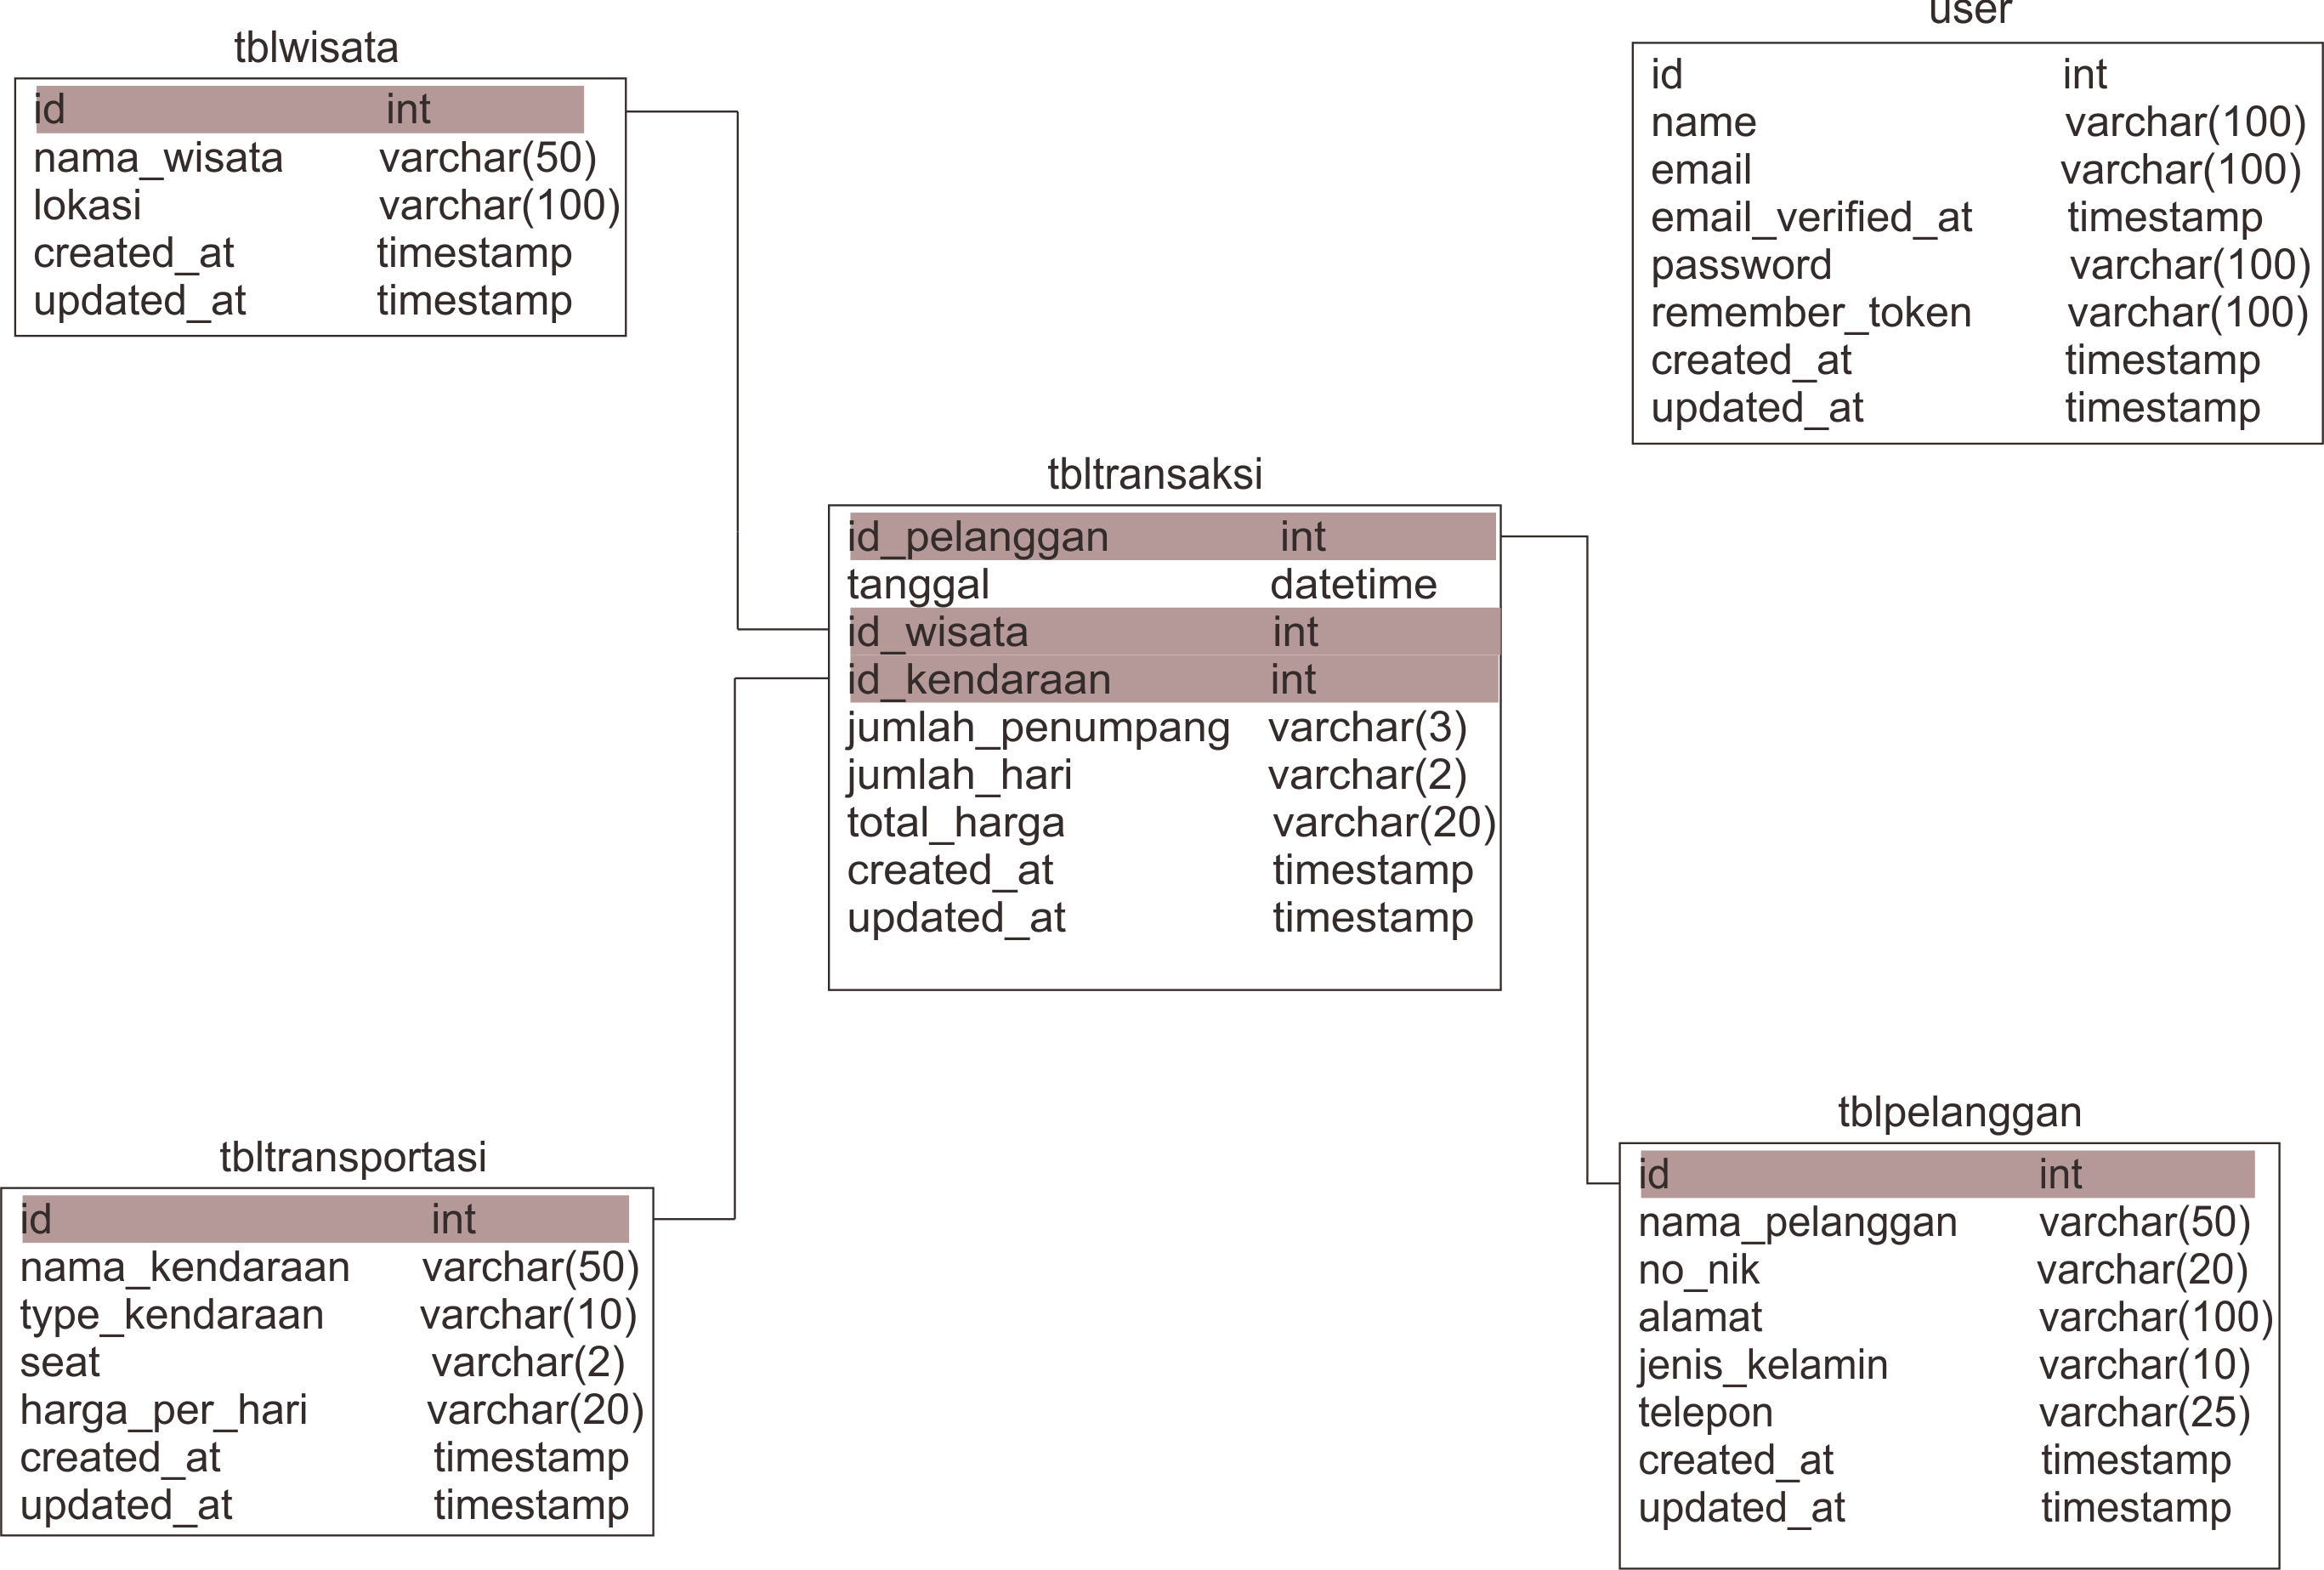 tblwisata
id int
nama_wisata varchar(50)
lokasi varchar(100)
created_at timestamp
updated_at timestamp
user
id int
name varchar(100)
email varchar(100)
email_verified_at timestamp
password varchar(100)
remember_token varchar(100)
created_at timestamp
updated_at timestamp
tbltransaksi
id_pelanggan int
tanggal datetime
id_wisata int
id_kendaraan int
jumlah_penumpang varchar(3)
jumlah_hari varchar(2)
total_harga varchar(20)
created_at timestamp
updated_at timestamp
tbltransportasi
id int
nama_kendaraan varchar(50)
type_kendaraan varchar(10)
seat varchar(2)
harga_per_hari varchar(20)
created_at timestamp
updated_at timestamp
tblpelanggan
id int
nama_pelanggan varchar(50)
no_nik varchar(20)
alamat varchar(100)
jenis_kelamin varchar(10)
telepon varchar(25)
created_at timestamp
updated_at timestamp